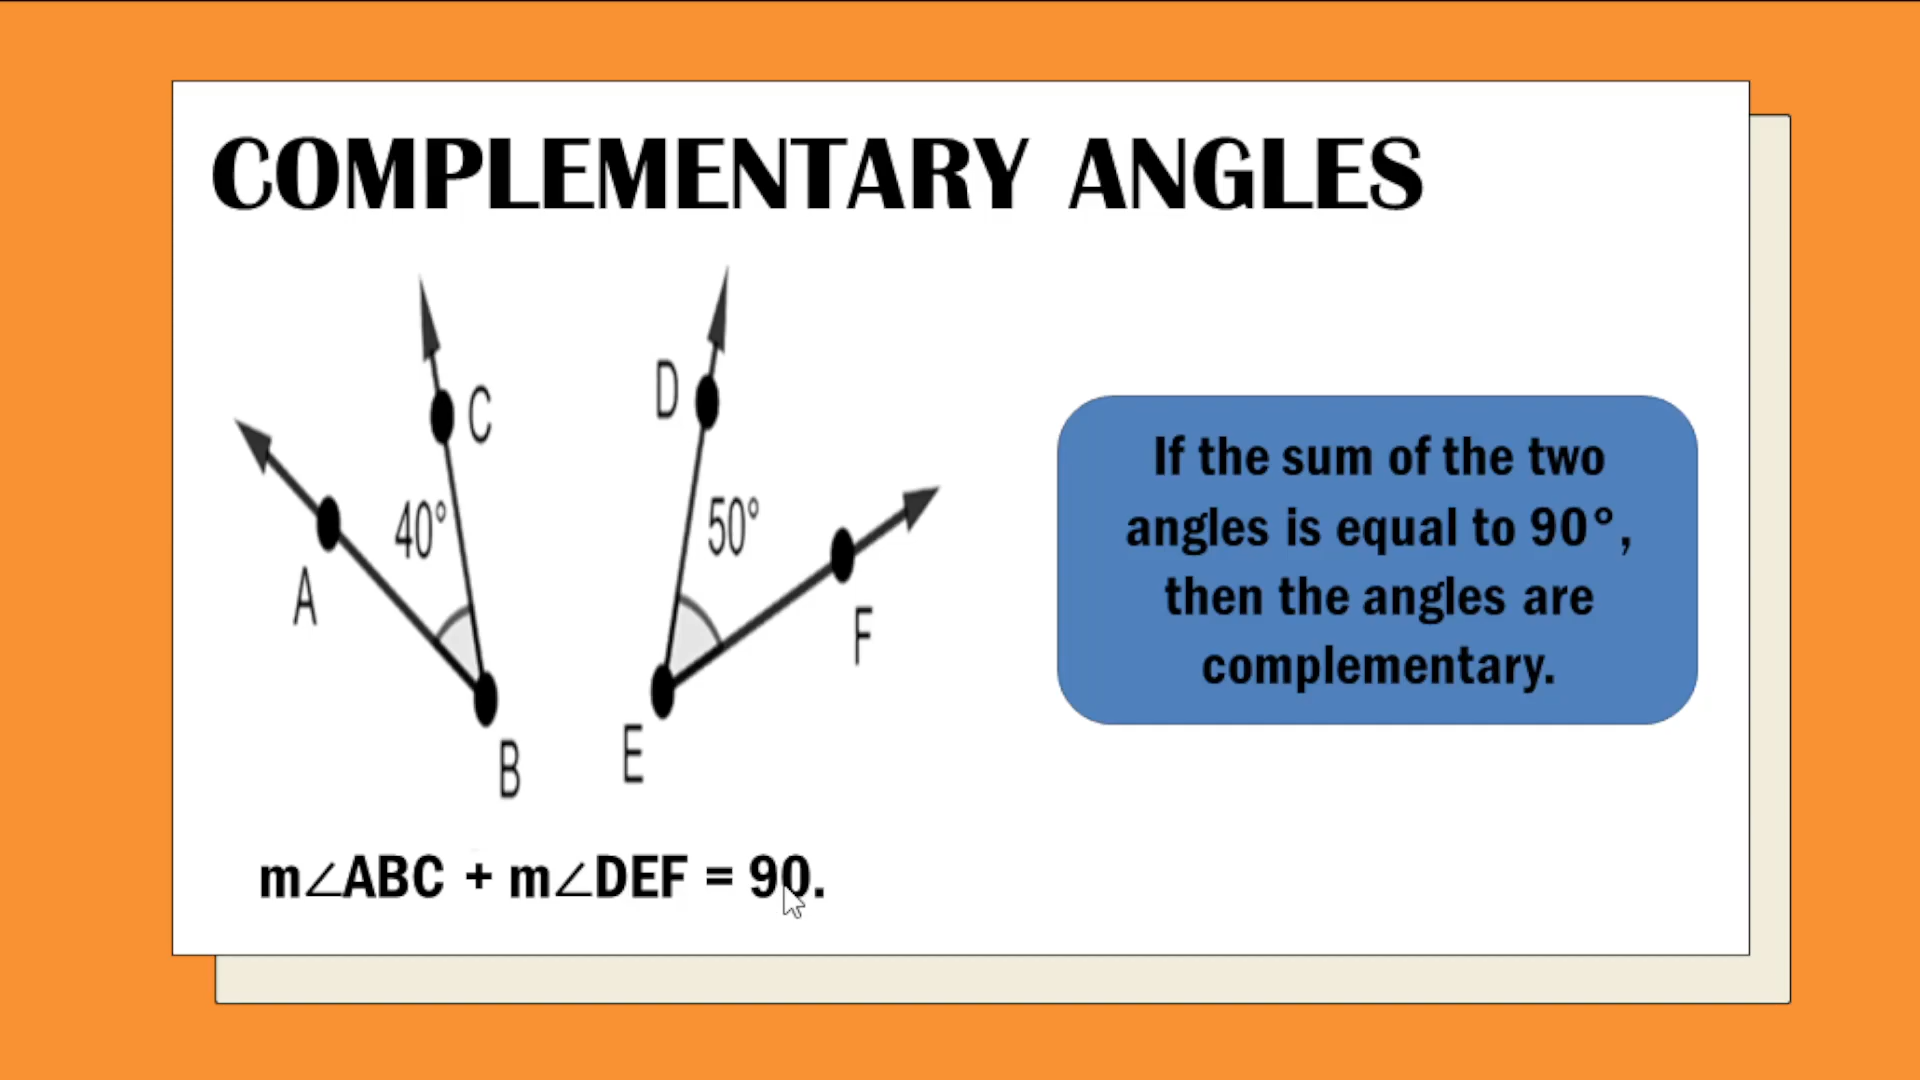 COMPLEMENTARY ANGLES
C
D
40°
50°
A
F
B
E
If the sum of the two
angles is equal to 90°,
then the angles are
complementary.
m∠ABC + m∠DEF = 90.